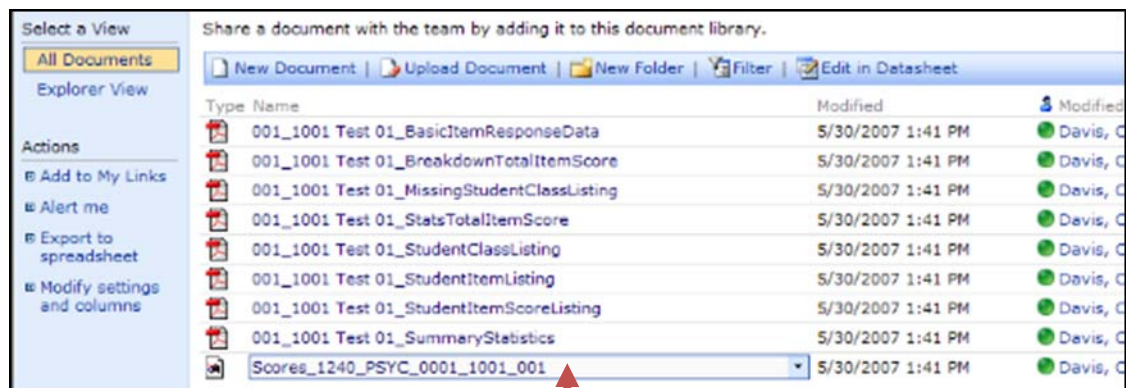 Select a View
All Documents
Explorer View
Actions
Add to My Links
Alert me
Export to
spreadsheet
Modify settings
and columns
Share a document with the team by adding it to this document library.
New Document | Upload Document | New Folder | Filter | Edit in Datasheet
Type Name Modified Modified
001_1001 Test 01_BasicItemResponseData 5/30/2007 1:41 PM Davis, C
001_1001 Test 01_BreakdownTotalItemScore 5/30/2007 1:41 PM Davis, C
001_1001 Test 01_MissingStudentClassListing 5/30/2007 1:41 PM Davis, C
001_1001 Test 01_StatsTotalItemScore 5/30/2007 1:41 PM Davis, C
001_1001 Test 01_StudentClassListing 5/30/2007 1:41 PM Davis, C
001_1001 Test 01_StudentItemListing 5/30/2007 1:41 PM Davis, C
001_1001 Test 01_StudentItemScoreListing 5/30/2007 1:41 PM Davis, C
001_1001 Test 01_SummaryStatistics 5/30/2007 1:41 PM Davis, C
Scores_1240_PSYC_0001_1001_001 5/30/2007 1:41 PM Davis, C